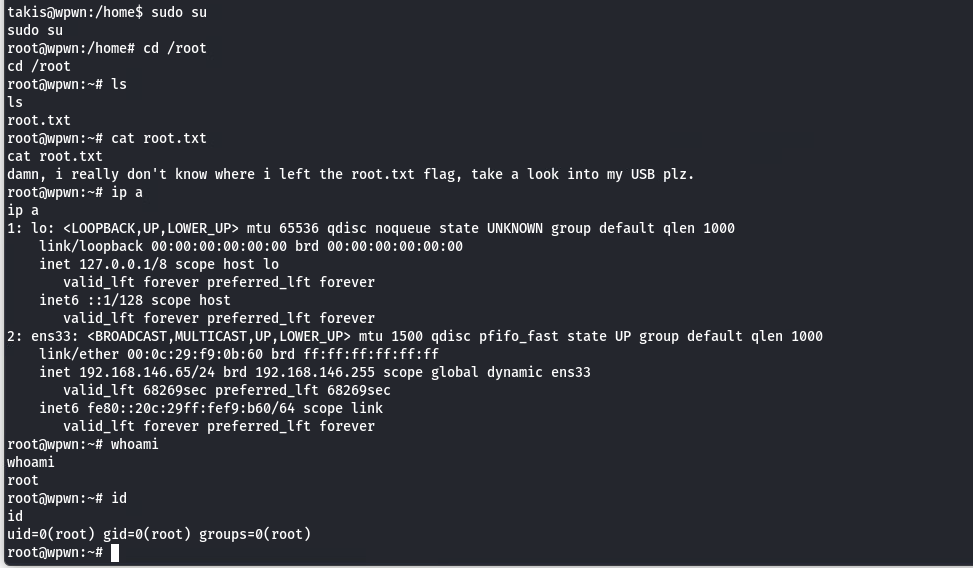 takis@wpwn:/home$ sudo su
sudo su
root@wpwn:/home# cd /root
cd /root
root@wpwn:~# ls
ls
root.txt
root@wpwn:~# cat root.txt
cat root.txt
damn, i really don't know where i left the root.txt flag, take a look into my USB plz.
root@wpwn:~# ip a
ip a
1: lo: <LOOPBACK,UP,LOWER_UP> mtu 65536 qdisc noqueue state UNKNOWN group default qlen 1000
    link/loopback 00:00:00:00:00:00 brd 00:00:00:00:00:00
    inet 127.0.0.1/8 scope host lo
       valid_lft forever preferred_lft forever
    inet6 ::1/128 scope host
       valid_lft forever preferred_lft forever
2: ens33: <BROADCAST,MULTICAST,UP,LOWER_UP> mtu 1500 qdisc pfifo_fast state UP group default qlen 1000
    link/ether 00:0c:29:f9:0b:60 brd ff:ff:ff:ff:ff:ff
    inet 192.168.146.65/24 brd 192.168.146.255 scope global dynamic ens33
       valid_lft 68269sec preferred_lft 68269sec
    inet6 fe80::20c:29ff:fef9:b60/64 scope link
       valid_lft forever preferred_lft forever
root@wpwn:~# whoami
whoami
root
root@wpwn:~# id
id
uid=0(root) gid=0(root) groups=0(root)
root@wpwn:~#